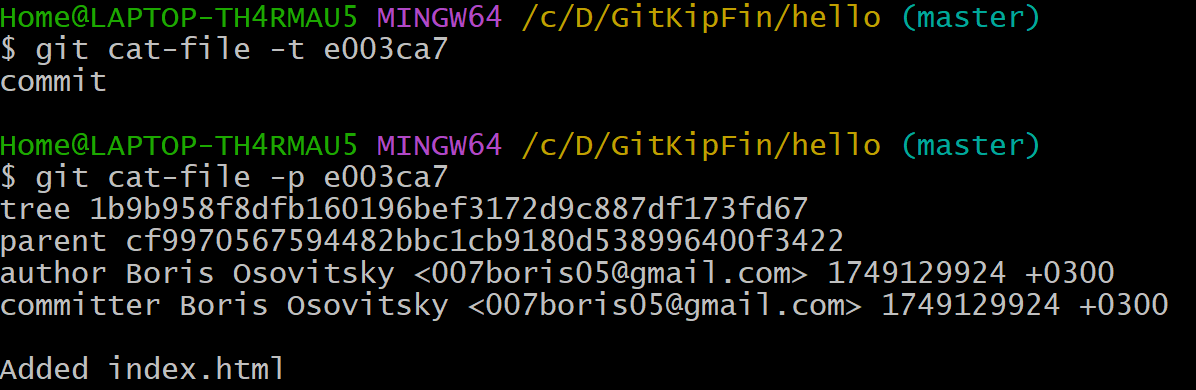 Home@LAPTOP-TH4RMAU5 MINGW64 /c/D/GitKipFin/hello (master)
$ git cat-file -t e003ca7
commit
Home@LAPTOP-TH4RMAU5 MINGW64 /c/D/GitKipFin/hello (master)
$ git cat-file -p e003ca7
tree 1b9b958f8dfb160196bef3172d9c887df173fd67
parent cf9970567594482bbc1cb9180d538996400f3422
author Boris Osovitsky <007boris05@gmail.com> 1749129924 +0300
committer Boris Osovitsky <007boris05@gmail.com> 1749129924 +0300
Added index.html